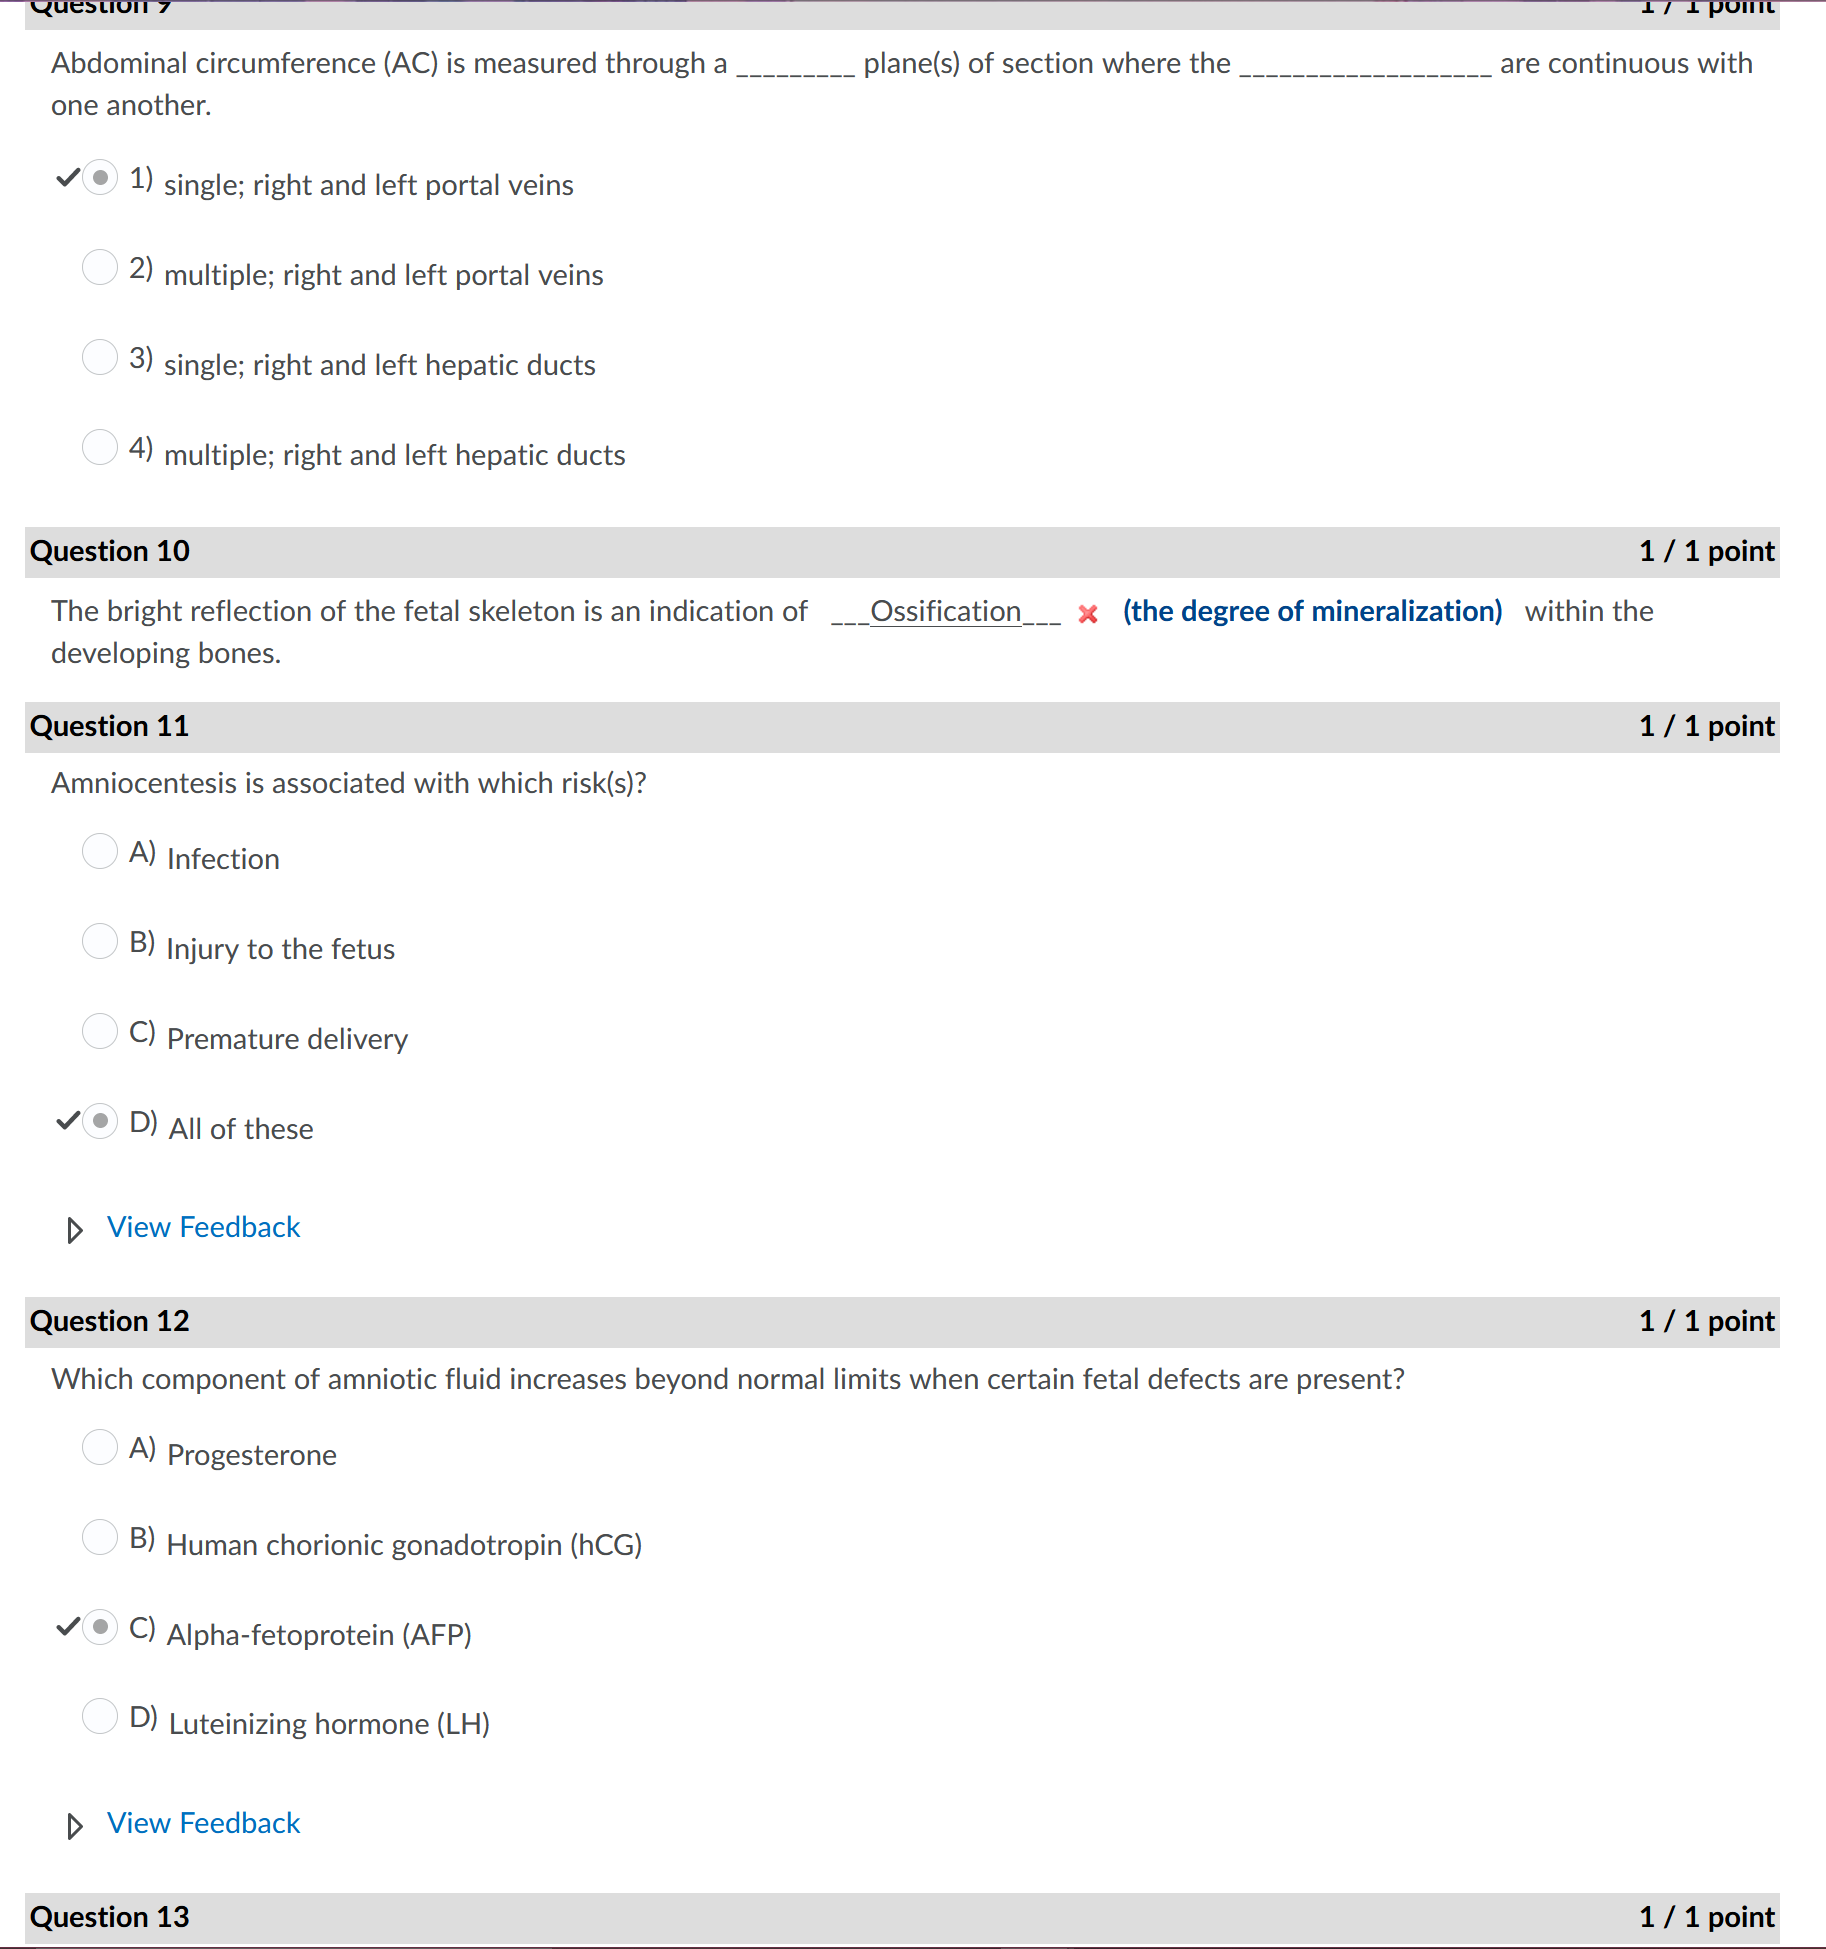 Question 9 1 / 1 point
Abdominal circumference (AC) is measured through a _________ plane(s) of section where the ___________________ are continuous with
one another.
1) single; right and left portal veins
2) multiple; right and left portal veins
3) single; right and left hepatic ducts
4) multiple; right and left hepatic ducts
Question 10 1 / 1 point
The bright reflection of the fetal skeleton is an indication of ___Ossification___ (the degree of mineralization) within the
developing bones.
Question 11 1 / 1 point
Amniocentesis is associated with which risk(s)?
A) Infection
B) Injury to the fetus
C) Premature delivery
D) All of these
View Feedback
Question 12 1 / 1 point
Which component of amniotic fluid increases beyond normal limits when certain fetal defects are present?
A) Progesterone
B) Human chorionic gonadotropin (hCG)
C) Alpha-fetoprotein (AFP)
D) Luteinizing hormone (LH)
View Feedback
Question 13 1 / 1 point